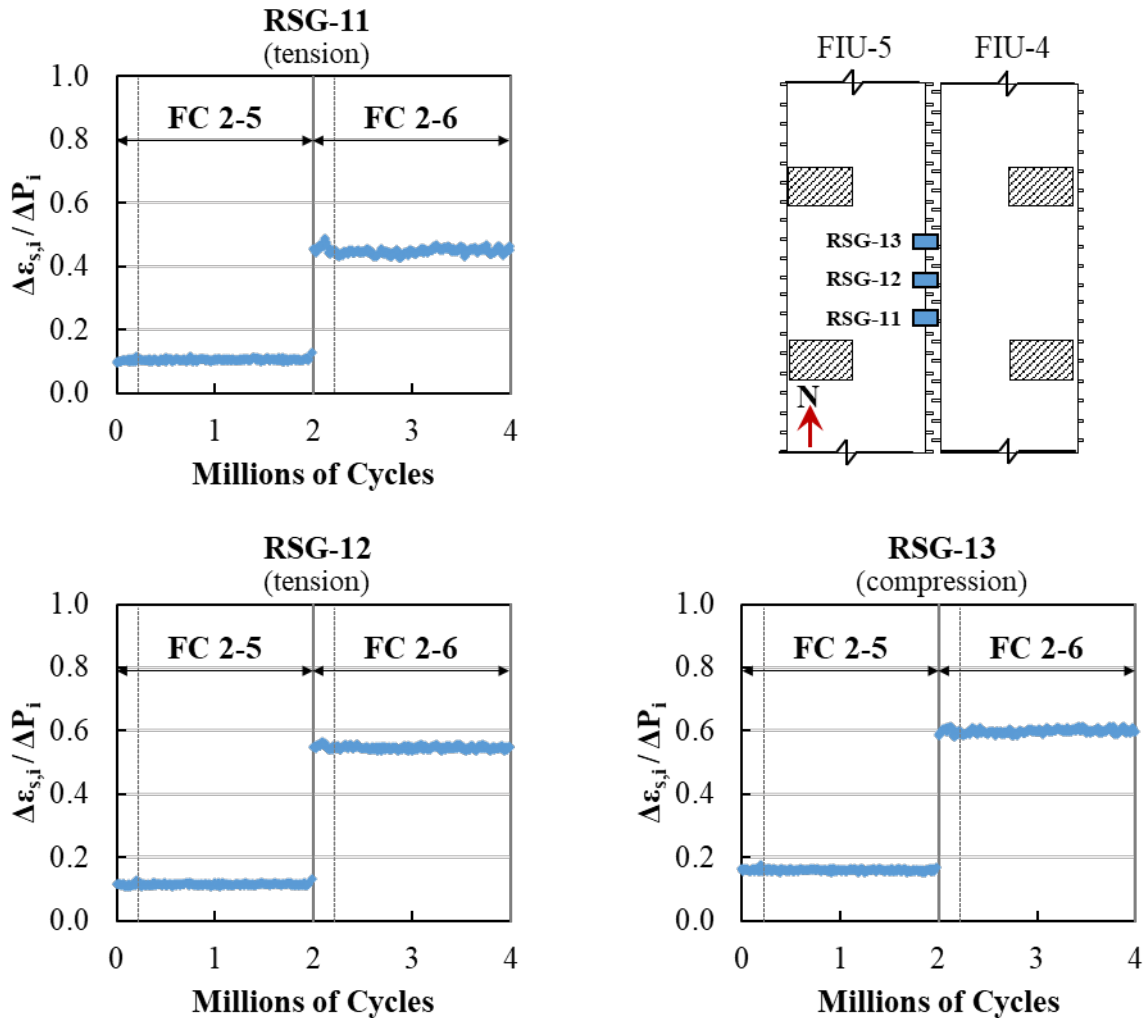 RSG-11
(tension)
1.0
0.8
0.6
0.4
0.2
0.0
Δεs,i / ΔPi
FC 2-5 FC 2-6
0 1 2 3 4
Millions of Cycles
FIU-5 FIU-4
RSG-13
RSG-12
RSG-11
N
RSG-12
(tension)
1.0
0.8
0.6
0.4
0.2
0.0
Δεs,i / ΔPi
FC 2-5 FC 2-6
0 1 2 3 4
Millions of Cycles
RSG-13
(compression)
1.0
0.8
0.6
0.4
0.2
0.0
Δεs,i / ΔPi
FC 2-5 FC 2-6
0 1 2 3 4
Millions of Cycles